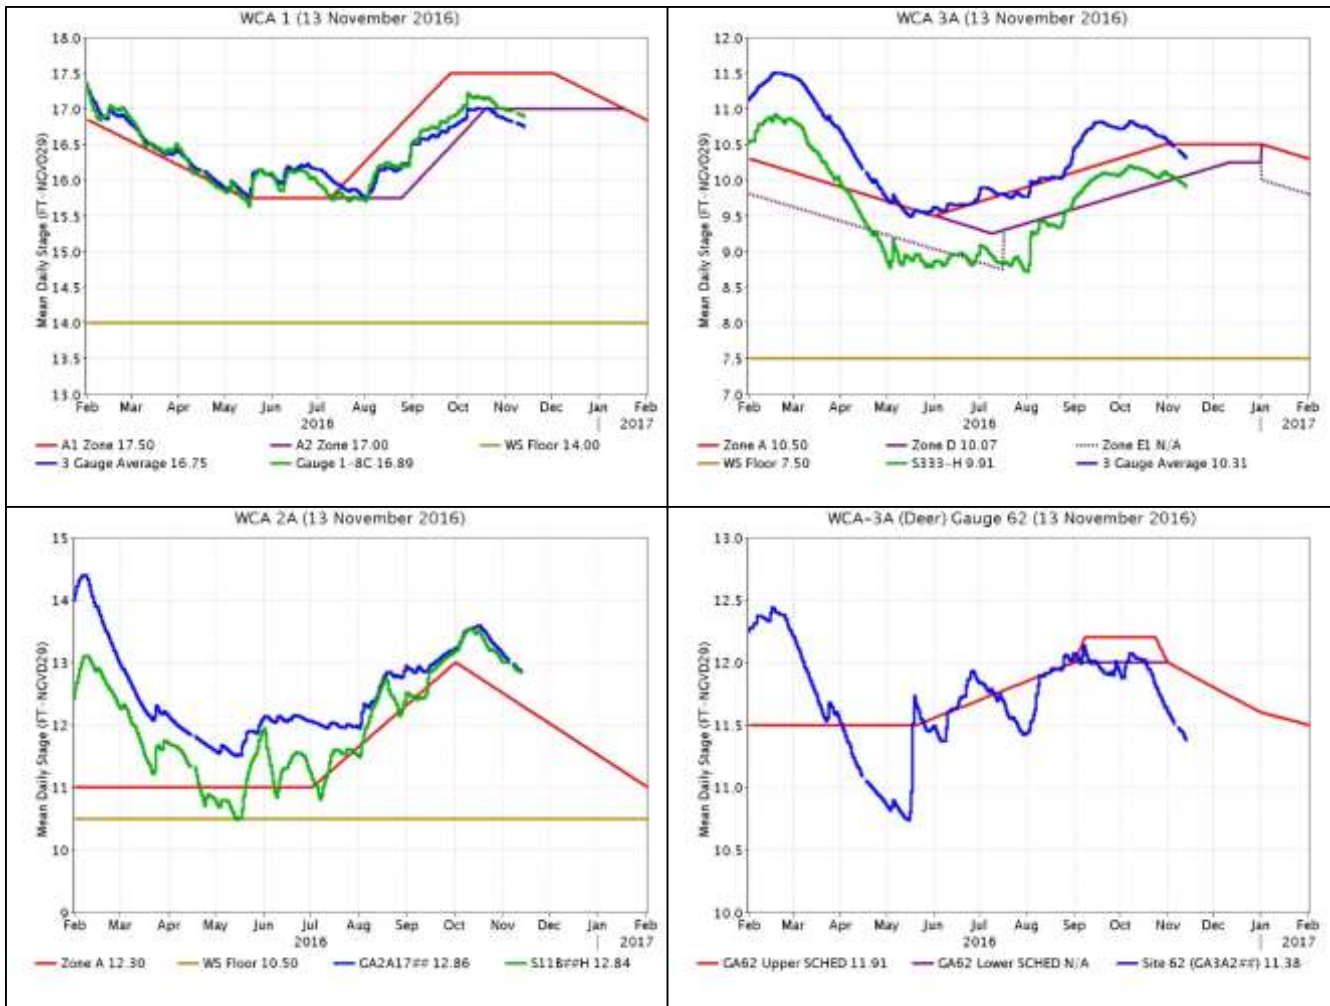 WCA 1 (13 November 2016)
Mean Daily Stage (FT-NGVD29)
18.0
17.5
17.0
16.5
16.0
15.5
15.0
14.5
14.0
13.5
13.0
Feb Mar Apr May Jun Jul Aug Sep Oct Nov Dec Jan Feb
2016 | 2017
A1 Zone 17.50 A2 Zone 17.00 WS Floor 14.00
3 Gauge Average 16.75 Gauge 1-8C 16.89
WCA 3A (13 November 2016)
Mean Daily Stage (FT-NGVD29)
12.0
11.5
11.0
10.5
10.0
9.5
9.0
8.5
8.0
7.5
7.0
Feb Mar Apr May Jun Jul Aug Sep Oct Nov Dec Jan Feb
2016 | 2017
Zone A 10.50 Zone D 10.07 Zone E1 N/A
WS Floor 7.50 S333-H 9.91 3 Gauge Average 10.31
WCA 2A (13 November 2016)
Mean Daily Stage (FT-NGVD29)
15
14
13
12
11
10
9
Feb Mar Apr May Jun Jul Aug Sep Oct Nov Dec Jan Feb
2016 | 2017
Zone A 12.30 WS Floor 10.50 GA2A17## 12.86 S11B##H 12.84
WCA-3A (Deer) Gauge 62 (13 November 2016)
Mean Daily Stage (FT-NGVD29)
13.0
12.5
12.0
11.5
11.0
10.5
10.0
Feb Mar Apr May Jun Jul Aug Sep Oct Nov Dec Jan Feb
2016 | 2017
GA62 Upper SCHED 11.91 GA62 Lower SCHED N/A Site 62 (GA3A2##) 11.38